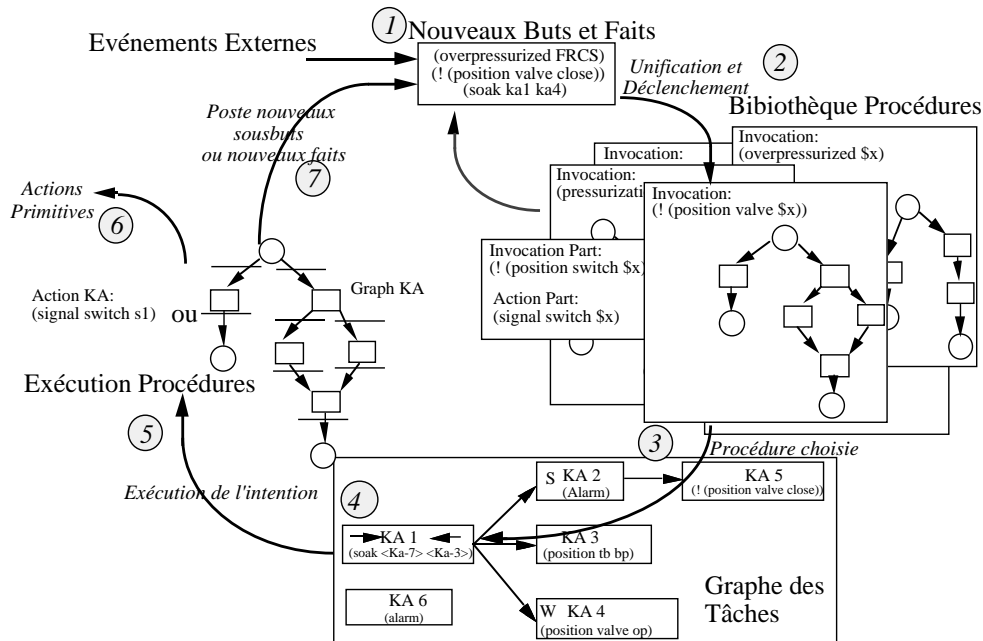 1
Nouveaux Buts et Faits
Evénements Externes
(overpressurized FRCS)
(! (position valve close))
(soak ka1 ka4)
2
Unification et
Déclenchement
Bibiothèque Procédures
Poste nouveaux
sousbuts
ou nouveaux faits
7
Invocation:
(overpressurized $x)
Invocation:
Invocation:
(pressurizati
Invocation:
(! (position valve $x))
Invocation Part:
(! (position switch $x)
Action Part:
(signal switch $x)
Actions
Primitives
6
Action KA:
(signal switch s1)
ou
Graph KA
Exécution Procédures
5
Exécution de l'intention
3
Procédure choisie
4
S KA 2
(Alarm)
KA 5
(! (position valve close))
KA 1
(soak <Ka-7> <Ka-3>)
KA 3
(position tb bp)
KA 6
(alarm)
W KA 4
(position valve op)
Graphe des
Tâches